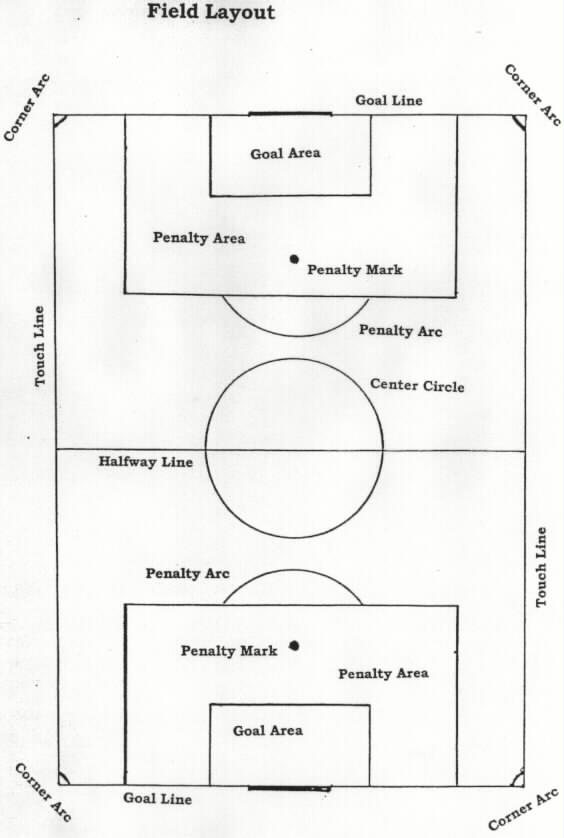 Field Layout
Corner Arc
Corner Arc
Goal Line
Goal Area
Penalty Area
Penalty Mark
Touch Line
Penalty Arc
Center Circle
Halfway Line
Touch Line
Penalty Arc
Penalty Mark
Penalty Area
Goal Area
Corner Arc
Goal Line
Corner Arc